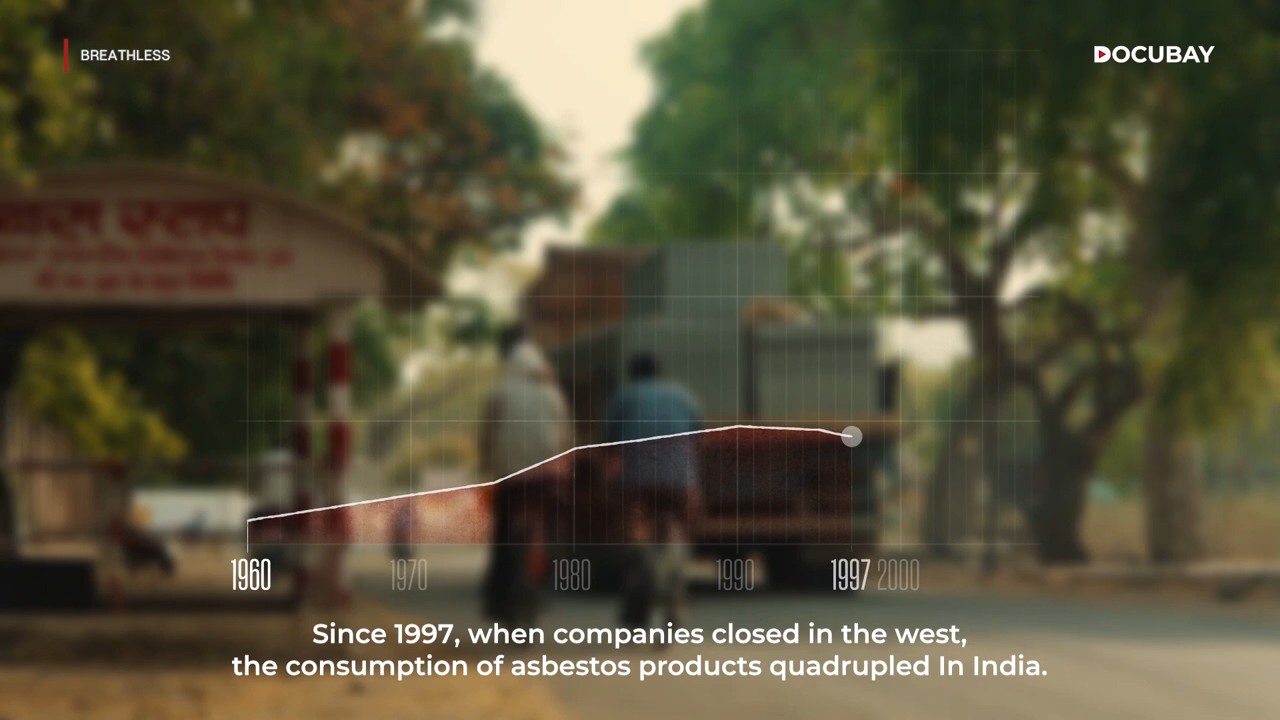 BREATHLESS
DOCUBAY
1960 1970 1980 1990 1997 2000
Since 1997, when companies closed in the west,
the consumption of asbestos products quadrupled In India.